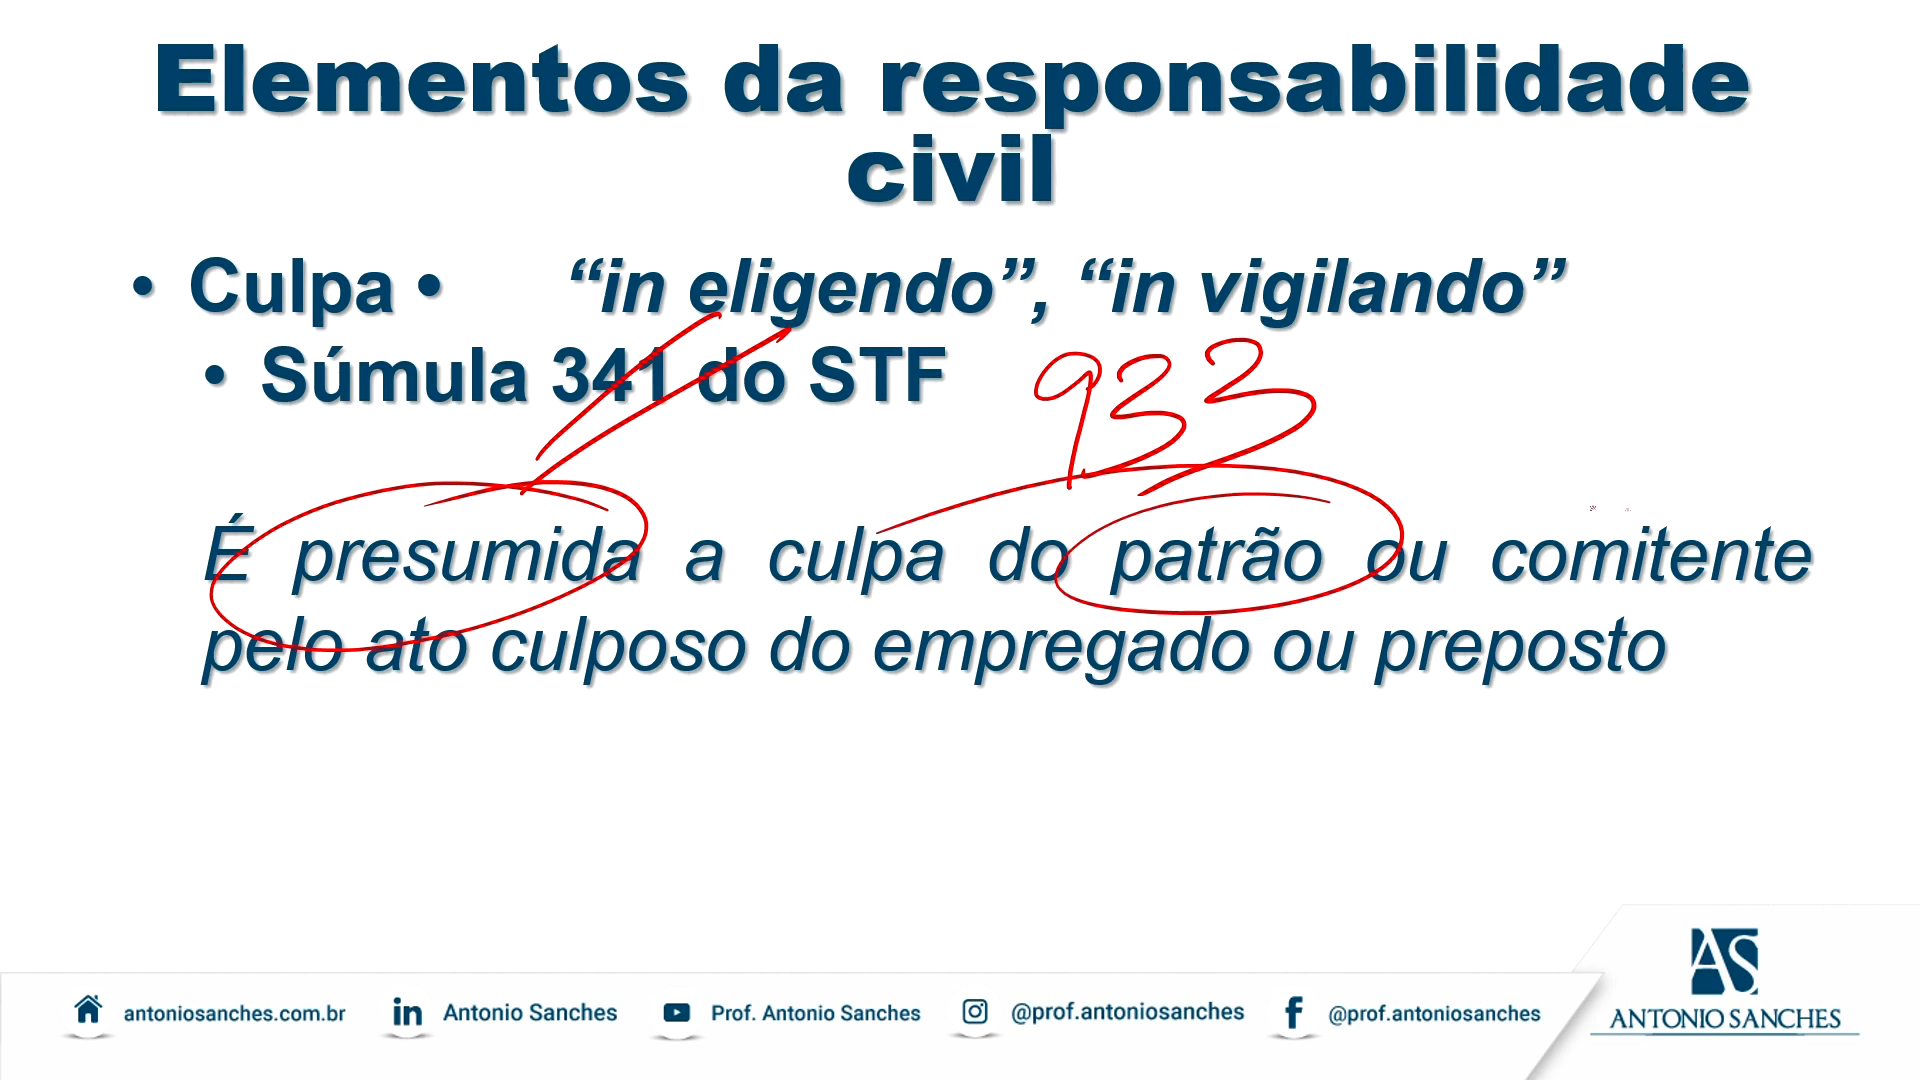 Elementos da responsabilidade
civil
• Culpa • “in eligendo”, “in vigilando”
• Súmula 341 do STF
933
É presumida a culpa do patrão ou comitente
pelo ato culposo do empregado ou preposto
AS
antoniosanches.com.br in Antonio Sanches Prof. Antonio Sanches @prof.antoniosanches f @prof.antoniosanches ANTONIO SANCHES